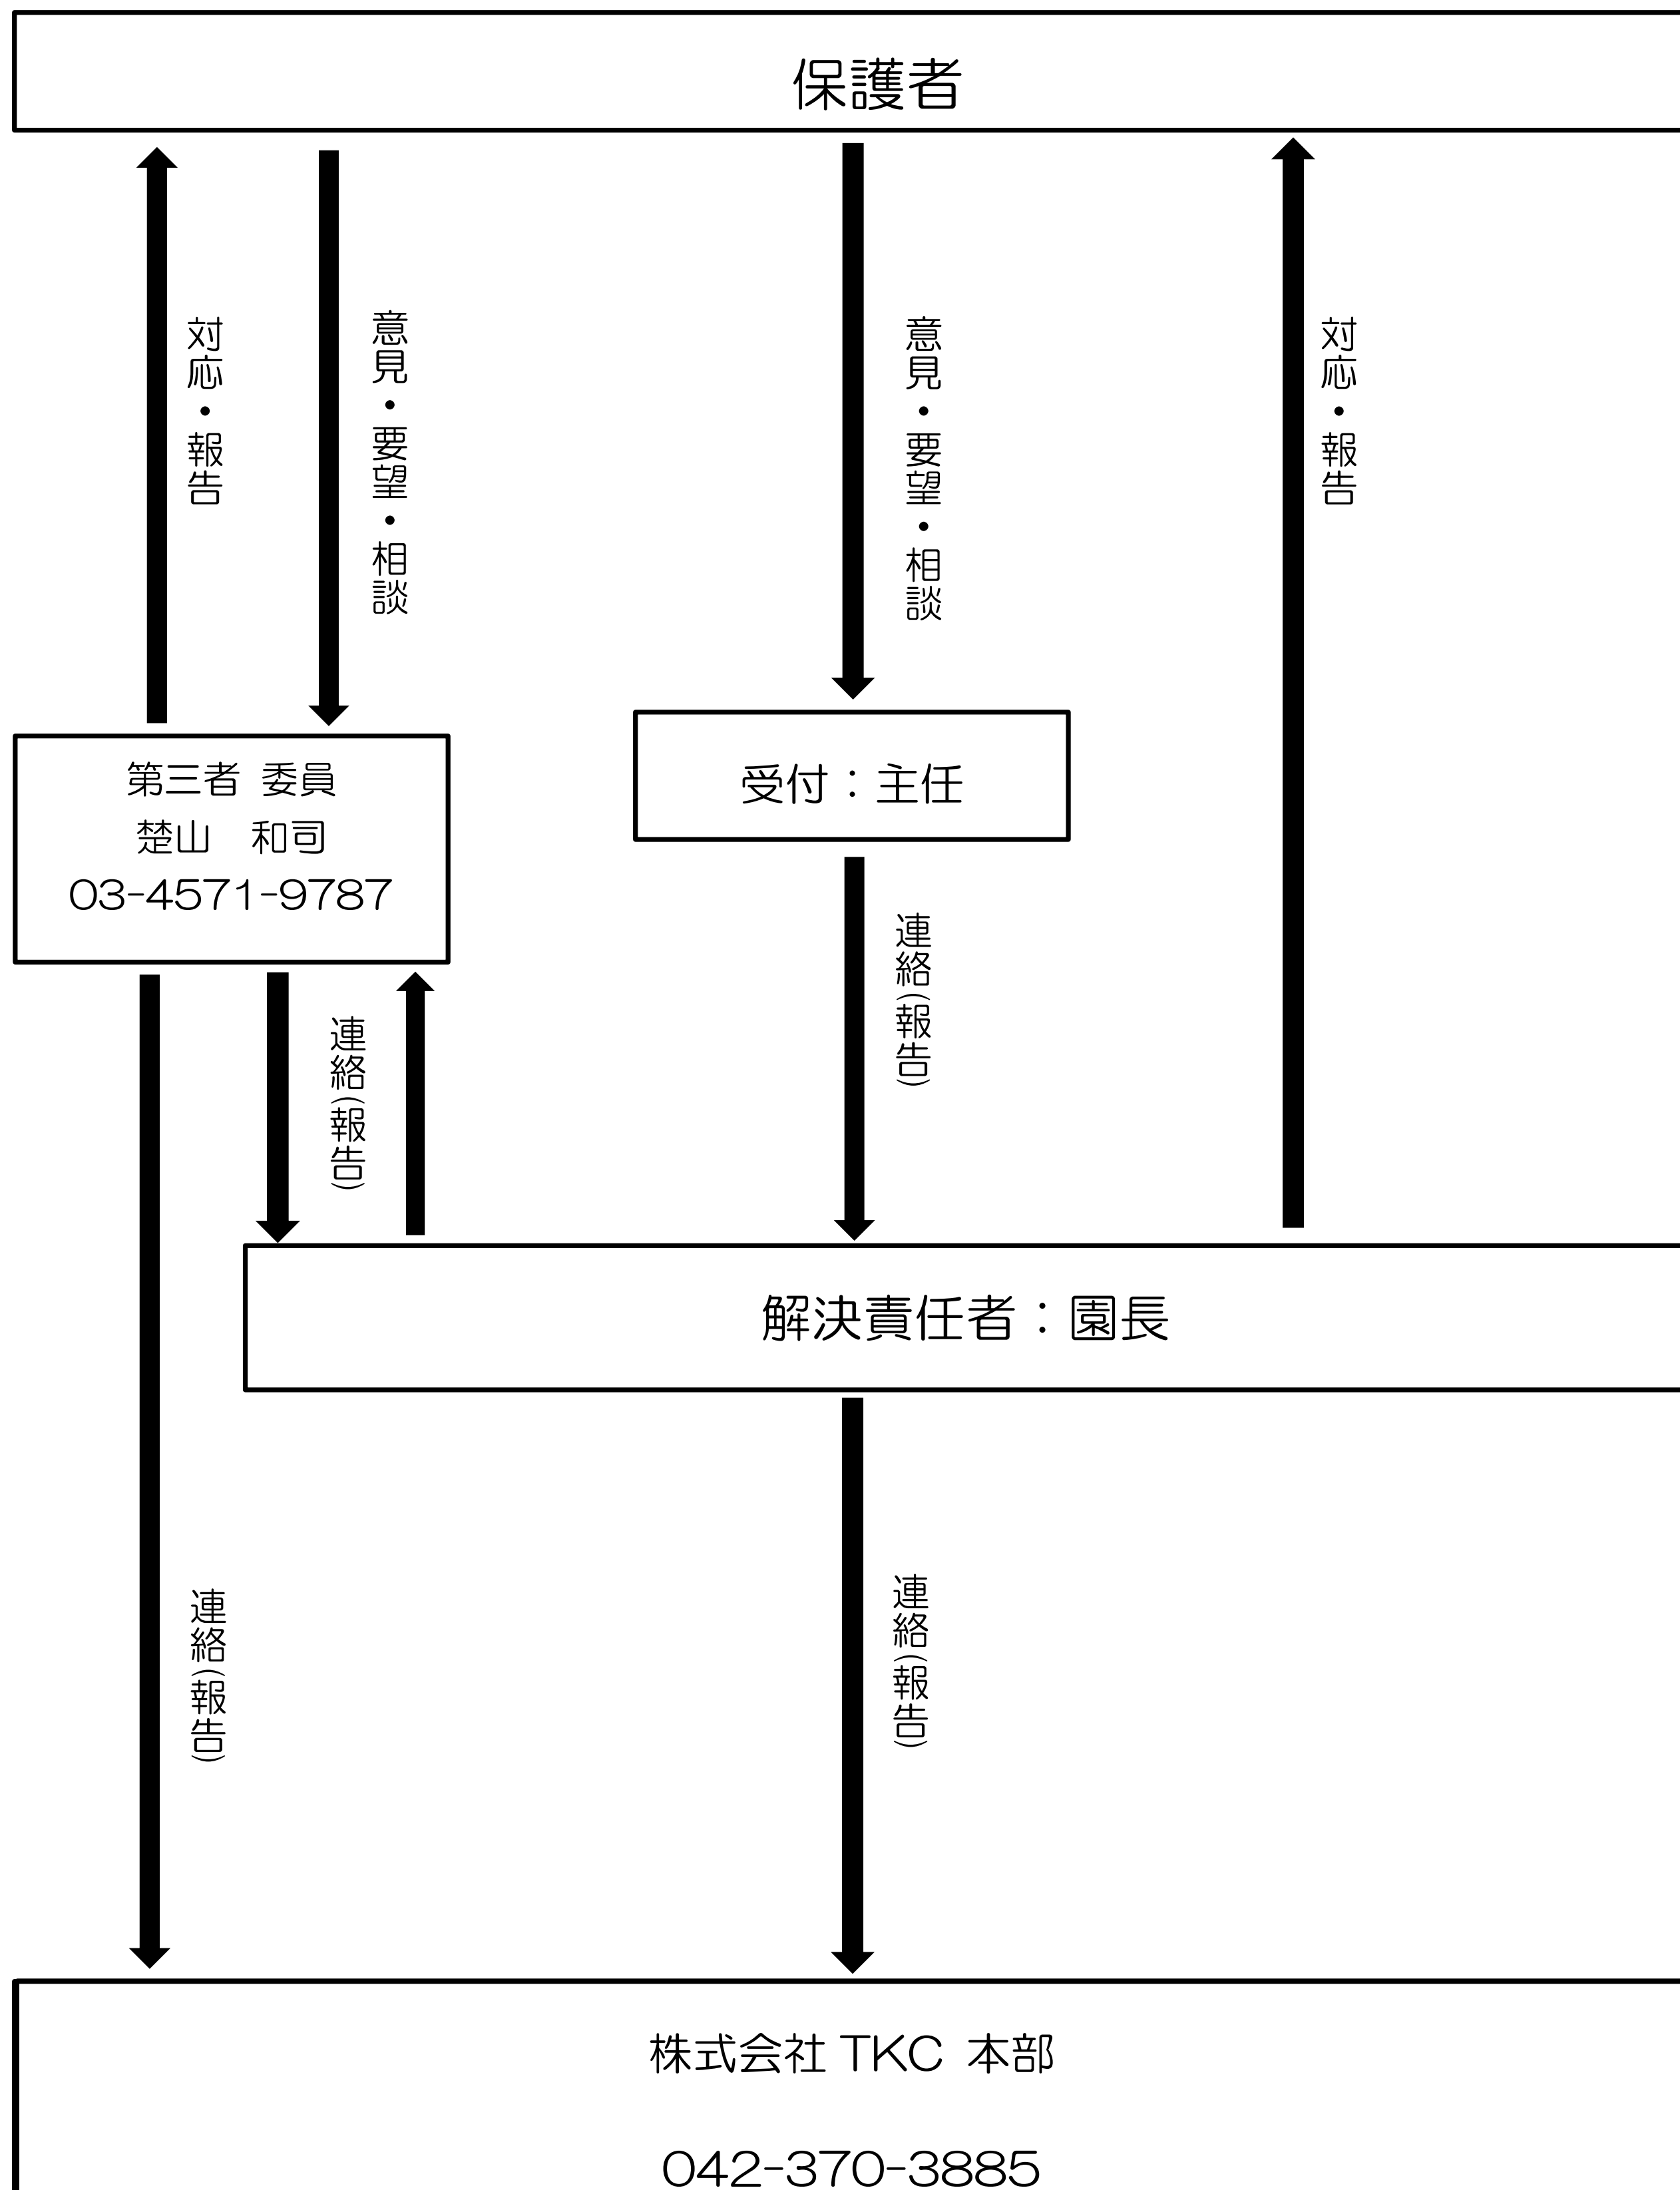 保護者
対応・報告
意見・要望・相談
意見・要望・相談
対応・報告
第三者 委員
楚山　和司
03-4571-9787
受付：主任
連絡(報告)
連絡(報告)
解決責任者：園長
連絡(報告)
連絡(報告)
株式会社 TKC 本部
042-370-3885